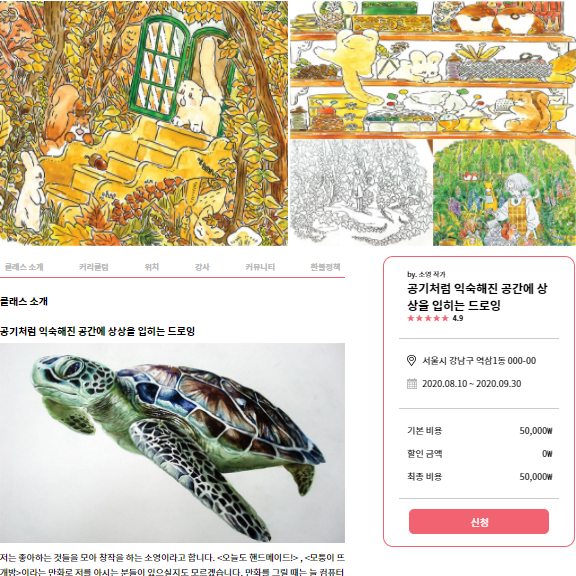 클래스 소개 커리큘럼 위치 강사 커뮤니티 환불정책
클래스 소개
공기처럼 익숙해진 공간에 상상을 입히는 드로잉
저는 좋아하는 것들을 모아 창작을 하는 소영이라고 합니다. <오늘도 핸드메이드!> , <모퉁이 뜨
개방>이라는 만화로 저를 아시는 분들이 있으실지도 모르겠습니다. 만화를 그릴 때는 늘 컴퓨터
by. 소영 작가
공기처럼 익숙해진 공간에 상
상을 입히는 드로잉
★★★★★ 4.9
서울시 강남구 역삼1동 000-00
2020.08.10 ~ 2020.09.30
기본 비용 50,000₩
할인 금액 0₩
최종 비용 50,000₩
신청